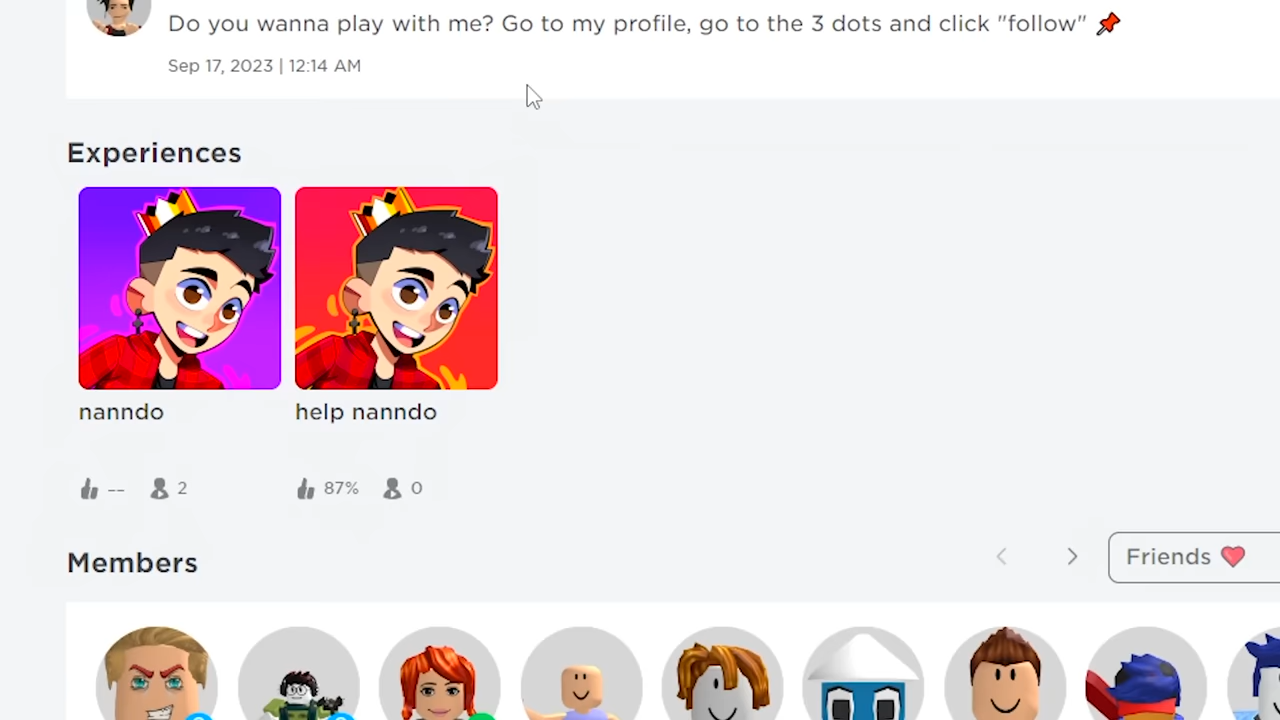 Do you wanna play with me? Go to my profile, go to the 3 dots and click "follow" 📌
Sep 17, 2023 | 12:14 AM
Experiences
nanndo
help nanndo
-- 2
87% 0
Members
Friends ❤️